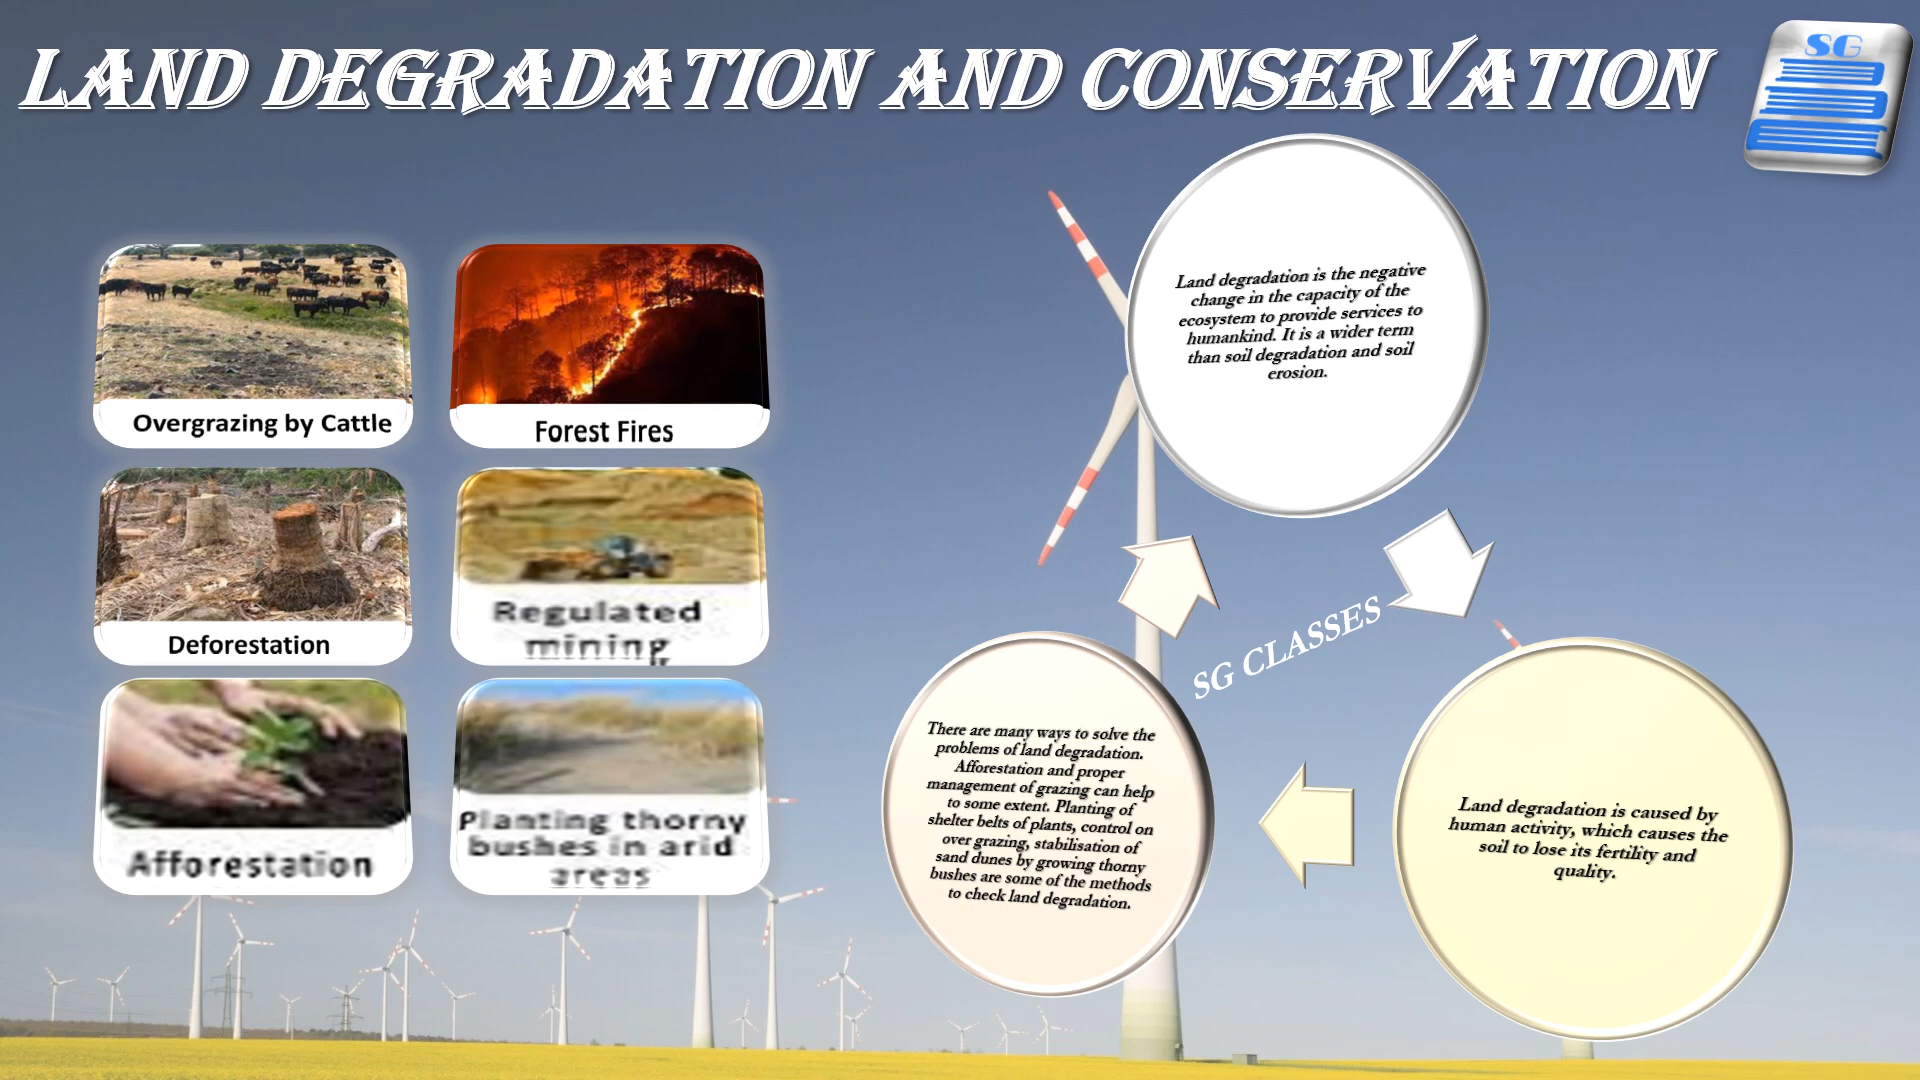 LAND DEGRADATION AND CONSERVATION
SG
Overgrazing by Cattle
Forest Fires
Deforestation
Regulated
mining
Afforestation
Planting thorny
bushes in arid
areas
Land degradation is the negative
change in the capacity of the
ecosystem to provide services to
humankind. It is a wider term
than soil degradation and soil
erosion.
SG CLASSES
There are many ways to solve the
problems of land degradation.
Afforestation and proper
management of grazing can help
to some extent. Planting of
shelter belts of plants, control on
over grazing, stabilisation of
sand dunes by growing thorny
bushes are some of the methods
to check land degradation.
Land degradation is caused by
human activity, which causes the
soil to lose its fertility and
quality.